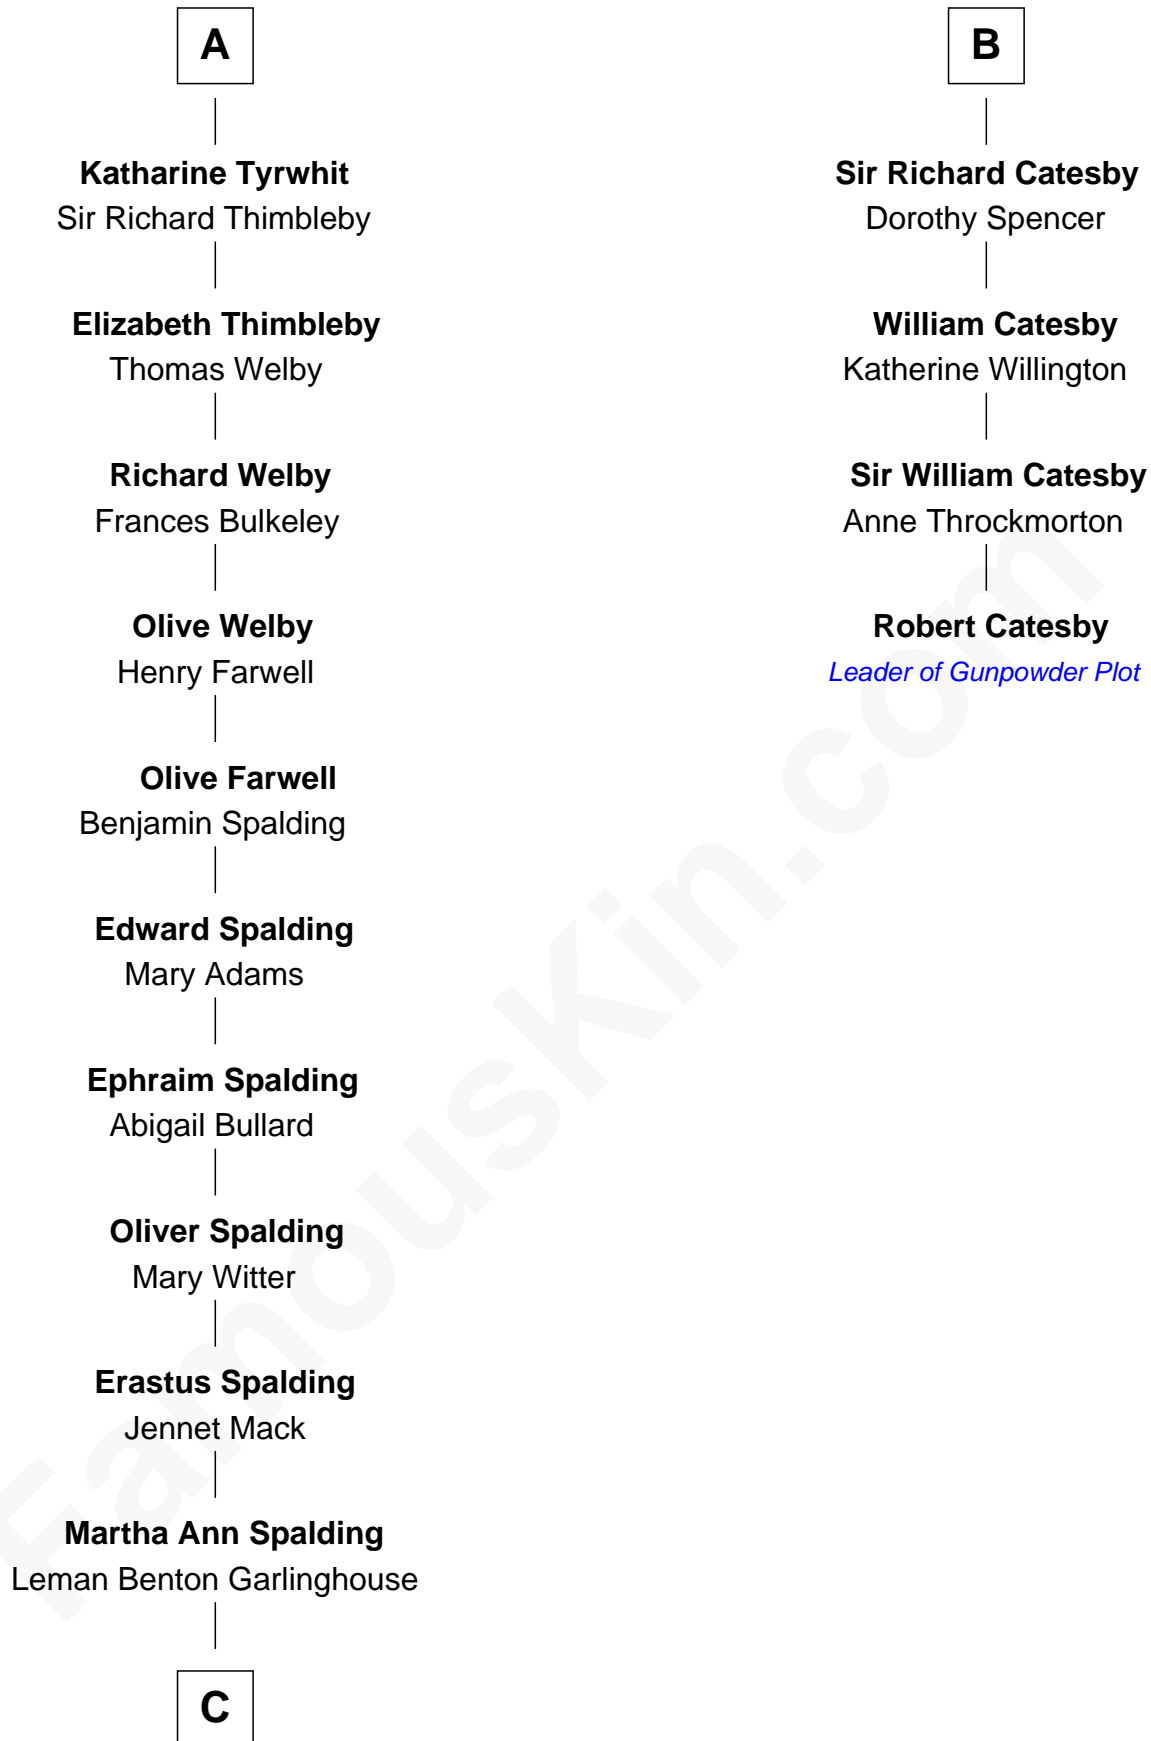 A
Katharine Tyrwhit
Sir Richard Thimbleby
Elizabeth Thimbleby
Thomas Welby
Richard Welby
Frances Bulkeley
Olive Welby
Henry Farwell
Olive Farwell
Benjamin Spalding
Edward Spalding
Mary Adams
Ephraim Spalding
Abigail Bullard
Oliver Spalding
Mary Witter
Erastus Spalding
Jennet Mack
Martha Ann Spalding
Leman Benton Garlinghouse
C
B
Sir Richard Catesby
Dorothy Spencer
William Catesby
Katherine Willington
Sir William Catesby
Anne Throckmorton
Robert Catesby
Leader of Gunpowder Plot
FamousKin.com